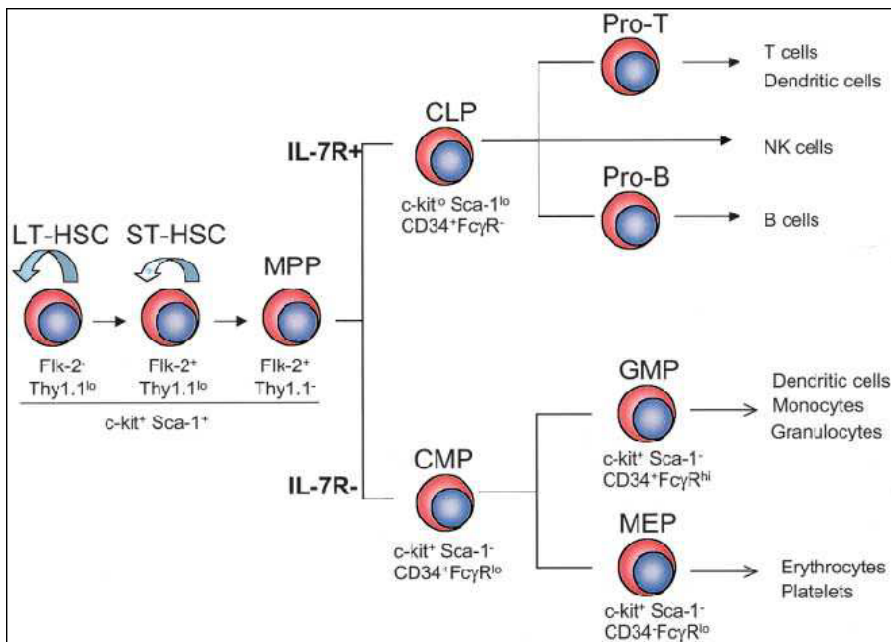 Pro-T
T cells
Dendritic cells
CLP
IL-7R+
NK cells
c-kitᵒ Sca-1ˡᵒ
CD34⁺FcγR⁻
Pro-B
B cells
LT-HSC
ST-HSC
MPP
Flk-2⁻
Thy1.1ˡᵒ
Flk-2⁺
Thy1.1ˡᵒ
Flk-2⁺
Thy1.1⁻
c-kit⁺ Sca-1⁺
GMP
Dencritic cells
Monocytes
Granulocytes
c-kit⁺ Sca-1⁻
CD34⁺FcγRʰⁱ
IL-7R-
CMP
c-kit⁺ Sca-1⁻
CD34⁺FcγRˡᵒ
MEP
Erythrocytes
Platelets
c-kit⁺ Sca-1⁻
CD34⁻FcγRˡᵒ